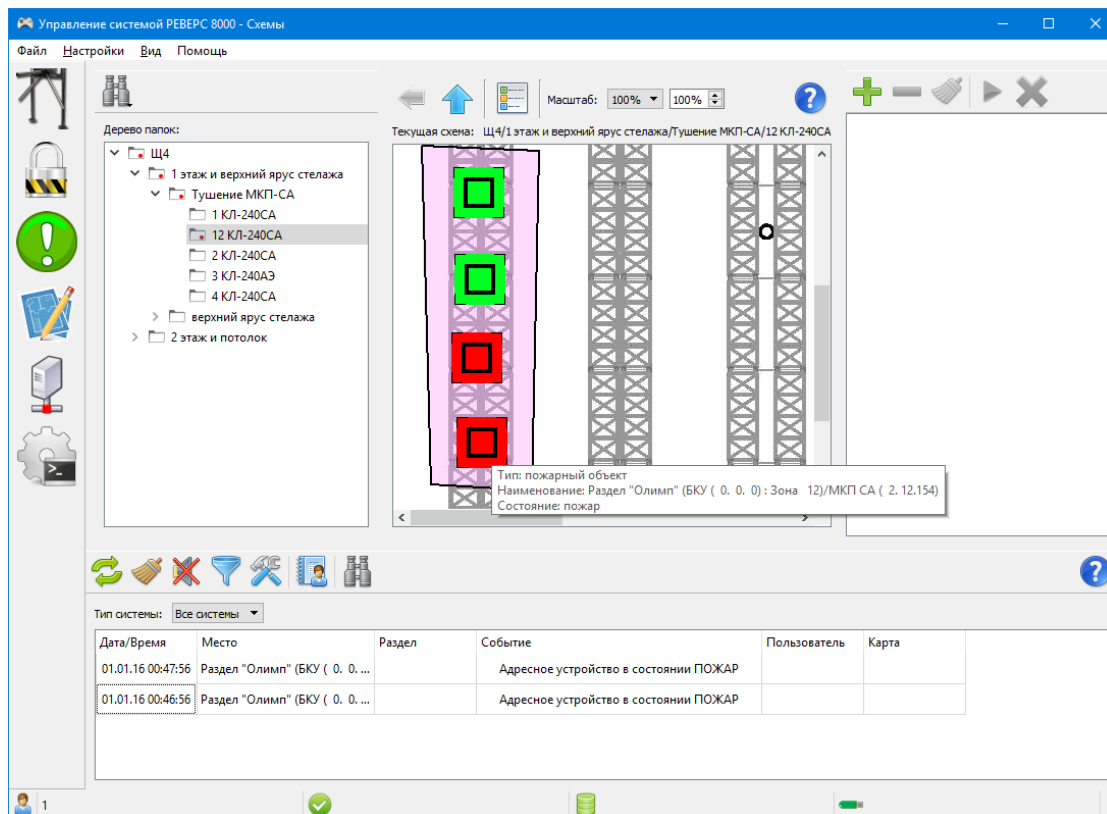 Управление системой РЕВЕРС 8000 - Схемы
Файл Настройки Вид Помощь
Масштаб: 100% 100%
Дерево папок:
Текущая схема: Щ4/1 этаж и верхний ярус стелажа/Тушение МКП-СА/12 КЛ-240СА
Щ4
1 этаж и верхний ярус стелажа
Тушение МКП-СА
1 КЛ-240СА
12 КЛ-240СА
2 КЛ-240СА
3 КЛ-240АЭ
4 КЛ-240СА
верхний ярус стелажа
2 этаж и потолок
Тип: пожарный объект
Наименование: Раздел "Олимп" (БКУ ( 0. 0. 0) : Зона 12)/МКП СА ( 2. 12.154)
Состояние: пожар
Тип системы: Все системы
Дата/Время Место Раздел Событие Пользователь Карта
01.01.16 00:47:56 Раздел "Олимп" (БКУ ( 0. 0. ... Адресное устройство в состоянии ПОЖАР
01.01.16 00:46:56 Раздел "Олимп" (БКУ ( 0. 0. ... Адресное устройство в состоянии ПОЖАР
1